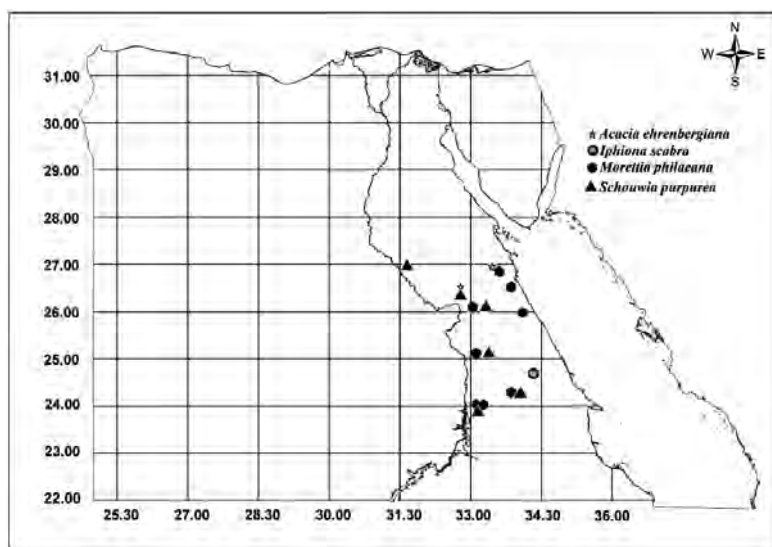 N
W E
S
31.00
30.00
29.00
28.00
27.00
26.00
25.00
24.00
23.00
22.00
Acacia ehrenbergiana
Iphiona scabra
Morettia philaeana
Schouwia purpurea
25.30 27.00 28.30 30.00 31.30 33.00 34.30 36.00